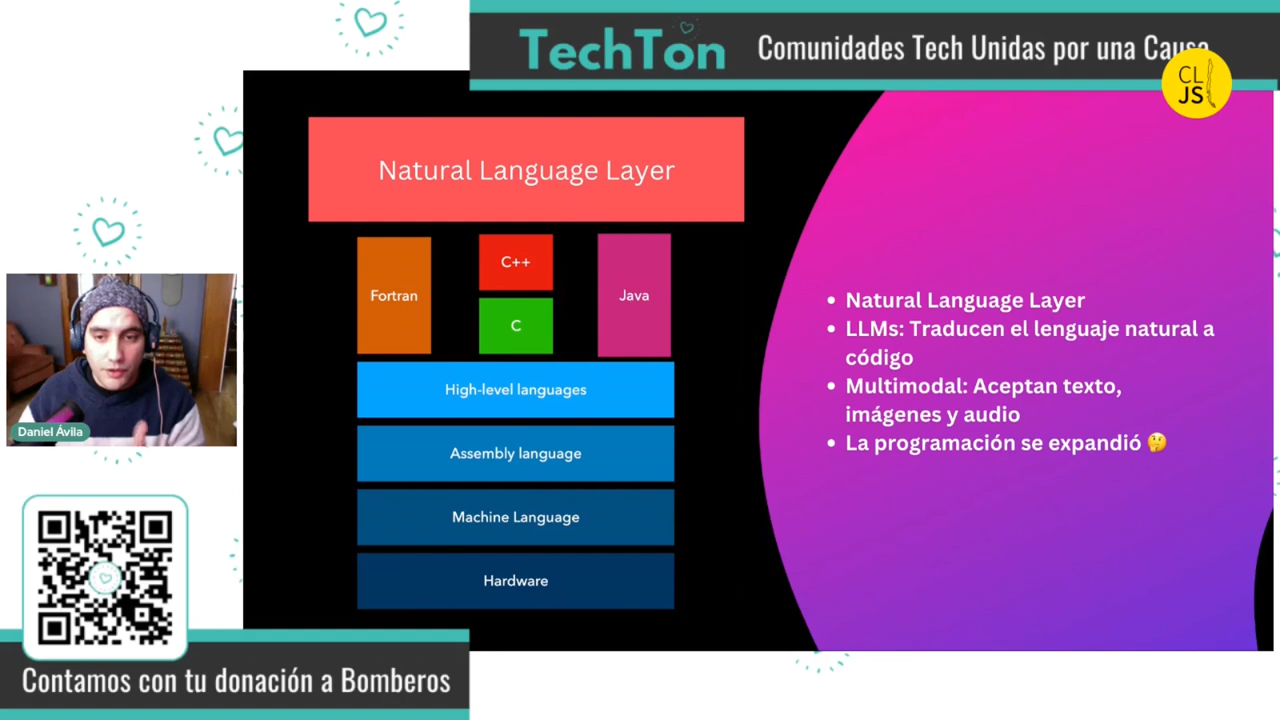 TechTon
Comunidades Tech Unidas por una Causa
CL
JS
Natural Language Layer
Fortran
C++
C
Java
High-level languages
Assembly language
Machine Language
Hardware
• Natural Language Layer
• LLMs: Traducen el lenguaje natural a
código
• Multimodal: Aceptan texto,
imágenes y audio
• La programación se expandió 🤔
Daniel Ávila
Contamos con tu donación a Bomberos